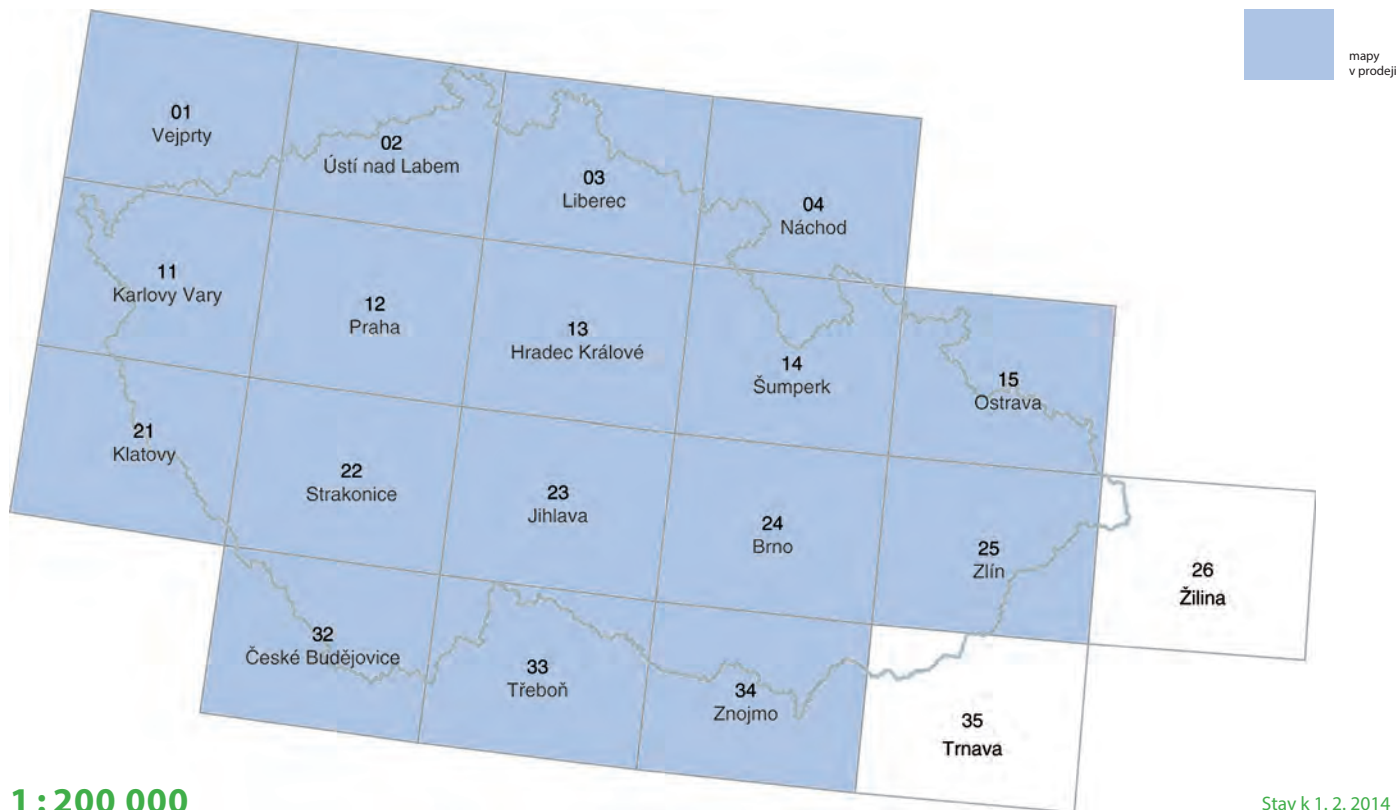 mapy
v prodeji
01
Vejprty
02
Ústí nad Labem
03
Liberec
04
Náchod
11
Karlovy Vary
12
Praha
13
Hradec Králové
14
Šumperk
15
Ostrava
21
Klatovy
22
Strakonice
23
Jihlava
24
Brno
25
Zlín
26
Žilina
32
České Budějovice
33
Třeboň
34
Znojmo
35
Trnava
1 : 200 000
Stav k 1. 2. 2014